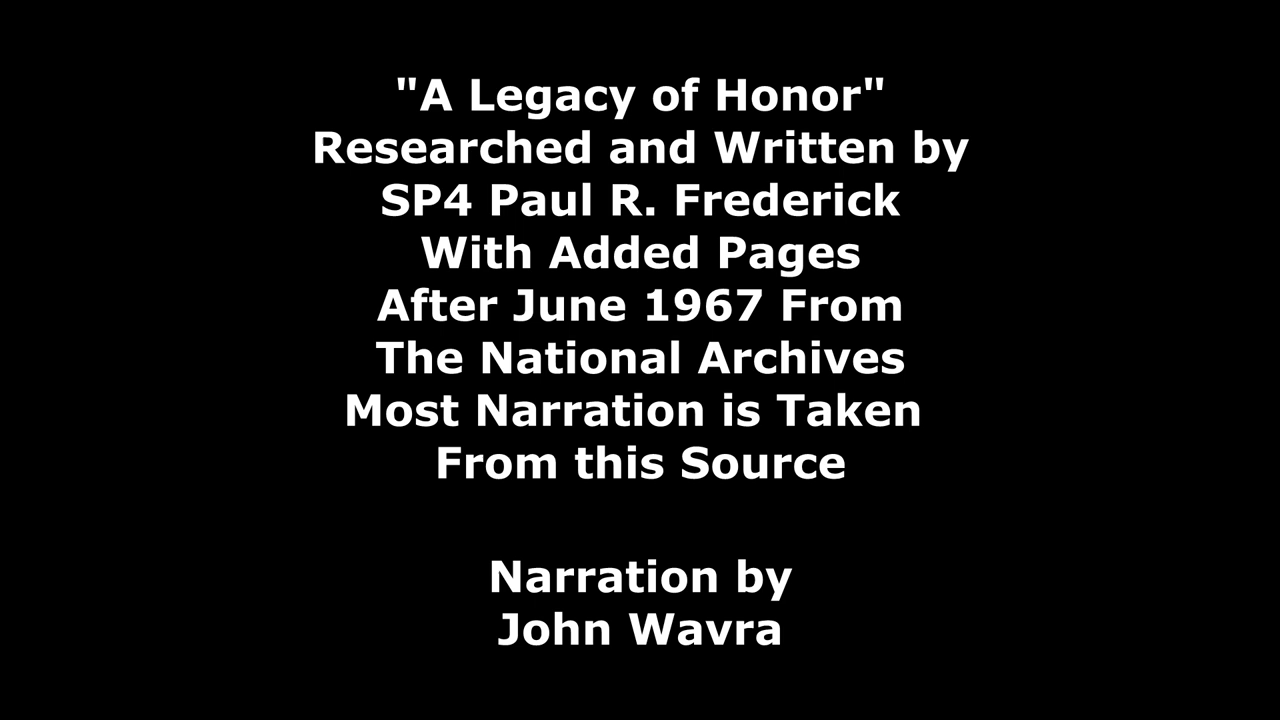 "A Legacy of Honor"
Researched and Written by
SP4 Paul R. Frederick
With Added Pages
After June 1967 From
The National Archives
Most Narration is Taken
From this Source
Narration by
John Wavra